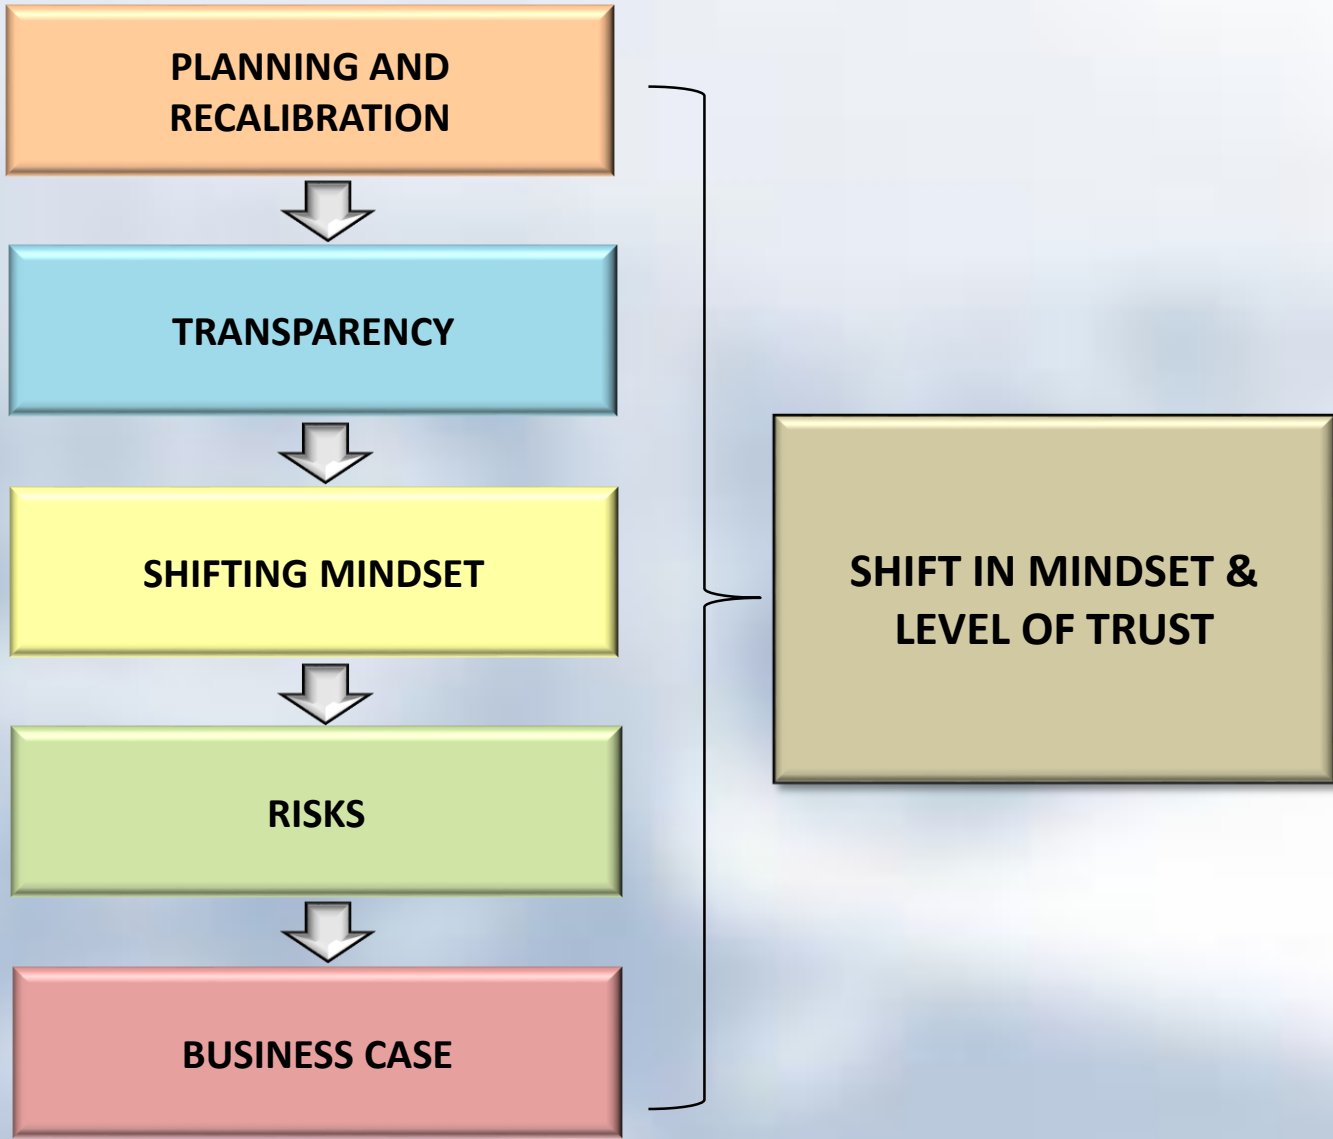 PLANNING AND
RECALIBRATION
TRANSPARENCY
SHIFTING MINDSET
RISKS
BUSINESS CASE
SHIFT IN MINDSET &
LEVEL OF TRUST